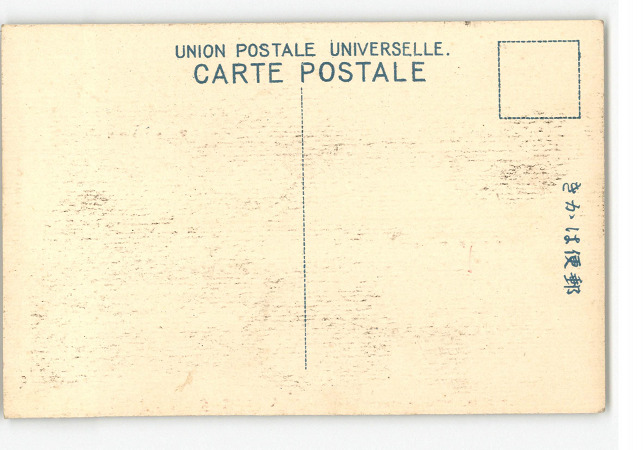 UNION POSTALE UNIVERSELLE.
CARTE POSTALE
郵便はかき